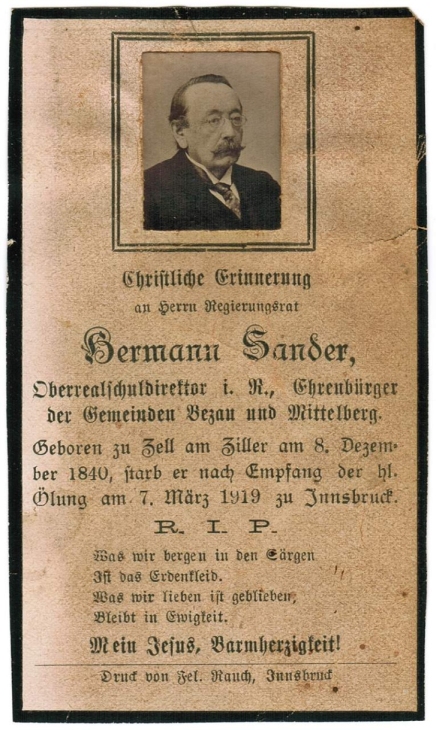 Christliche Erinnerung
an Herrn Regierungsrat
Hermann Sander,
Oberrealschuldirektor i. R., Ehrenbürger
der Gemeinden Bezau und Mittelberg.
Geboren zu Zell am Ziller am 8. Dezem-
ber 1840, starb er nach Empfang der hl.
Ölung am 7. März 1919 zu Innsbruck.
R. I. P.
Was wir bergen in den Särgen
Ist das Erdenkleid.
Was wir lieben ist geblieben,
Bleibt in Ewigkeit.
Mein Jesus, Barmherzigkeit!
Druck von Fel. Rauch, Innsbruck